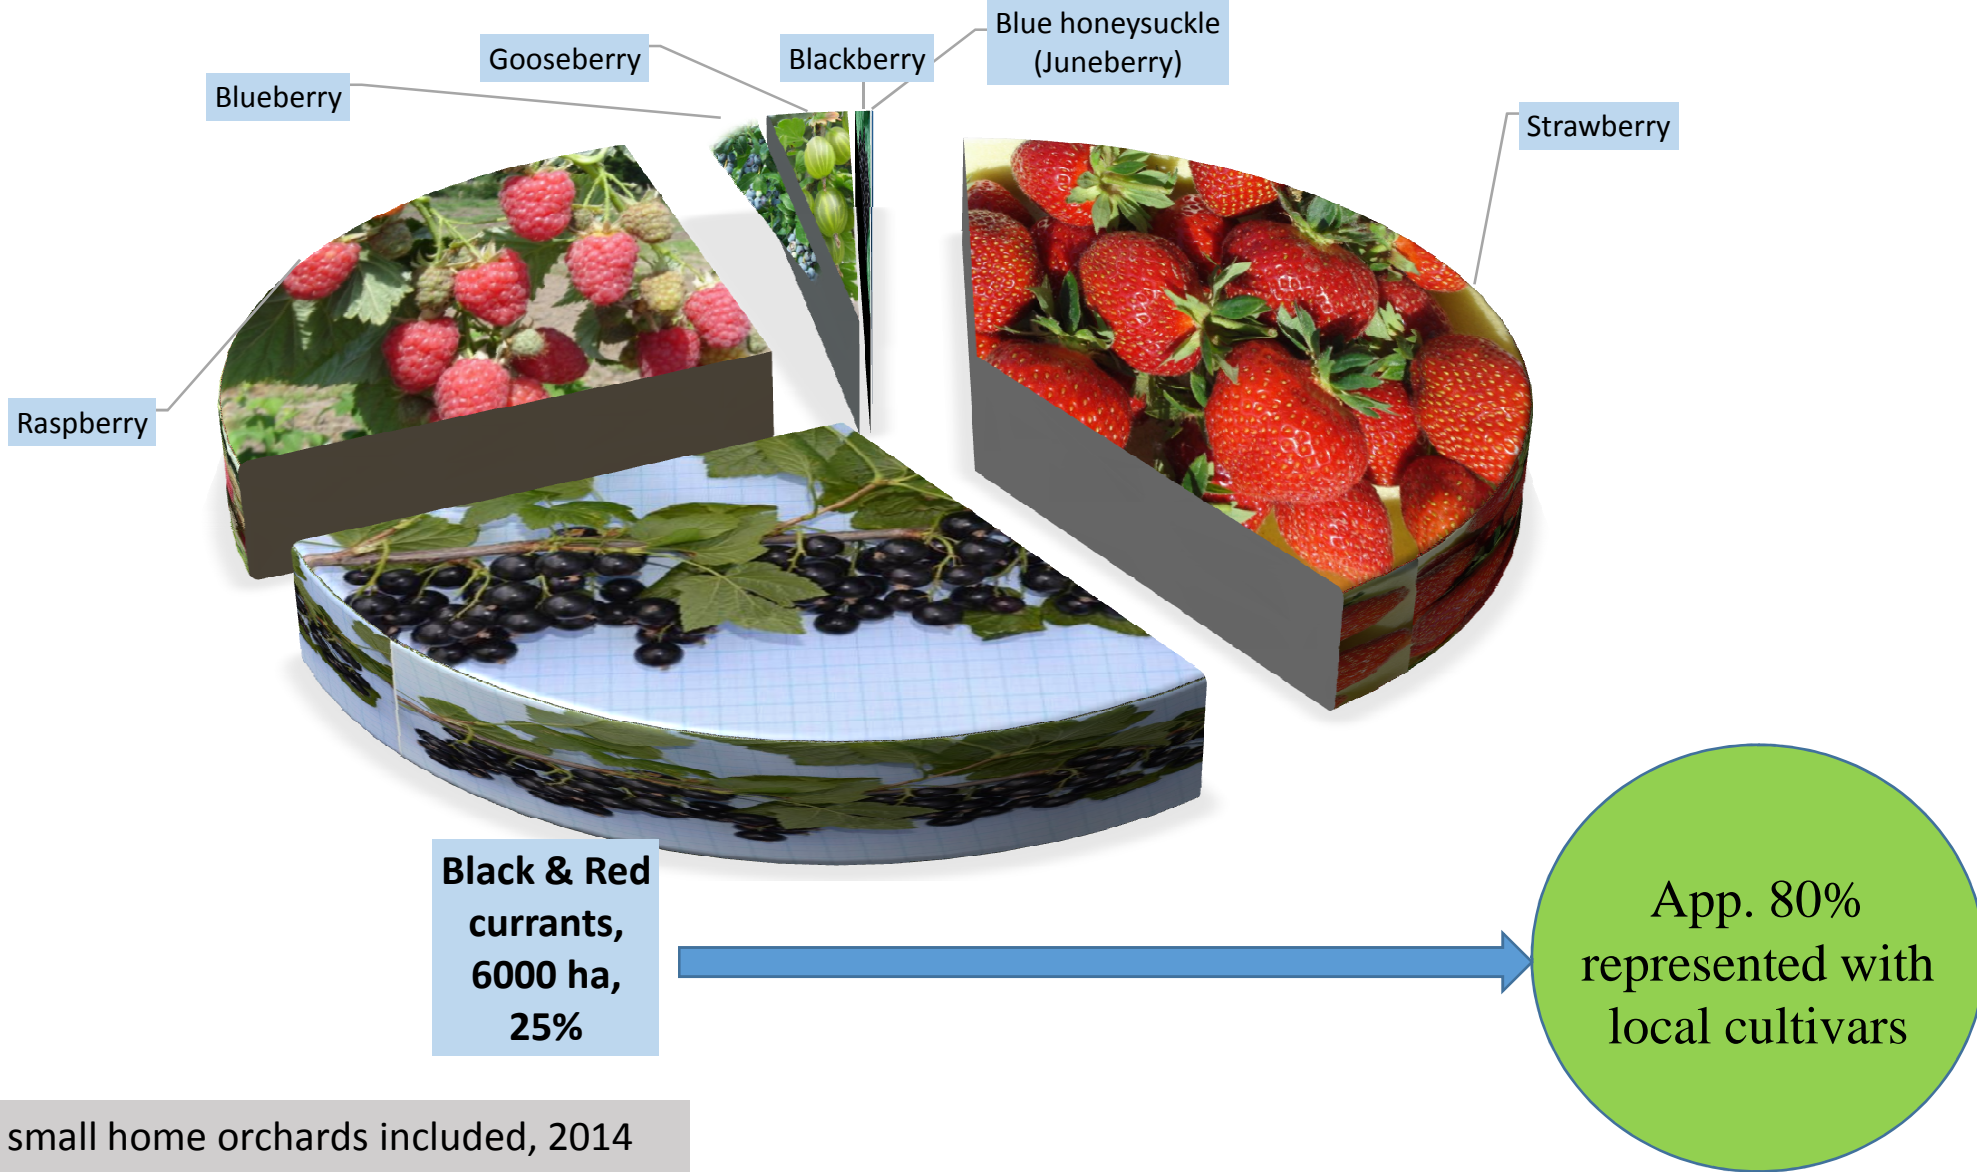 Blue honeysuckle
(Juneberry)
Gooseberry
Blackberry
Blueberry
Strawberry
Raspberry
Black & Red
currants,
6000 ha,
25%
App. 80%
represented with
local cultivars
small home orchards included, 2014